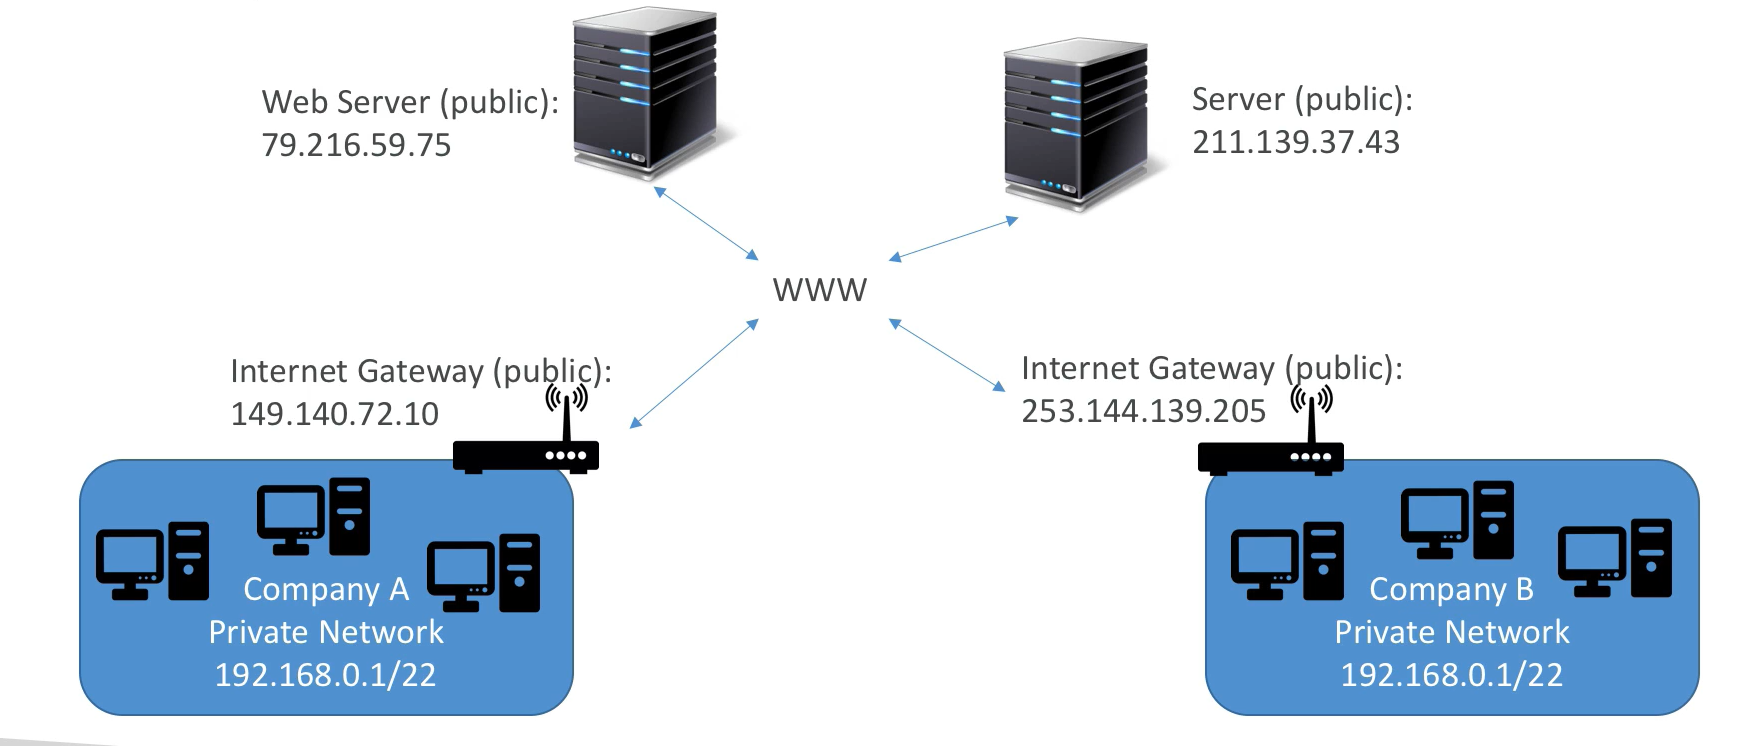 Web Server (public):
79.216.59.75
Server (public):
211.139.37.43
WWW
Internet Gateway (public):
149.140.72.10
Internet Gateway (public):
253.144.139.205
Company A
Private Network
192.168.0.1/22
Company B
Private Network
192.168.0.1/22